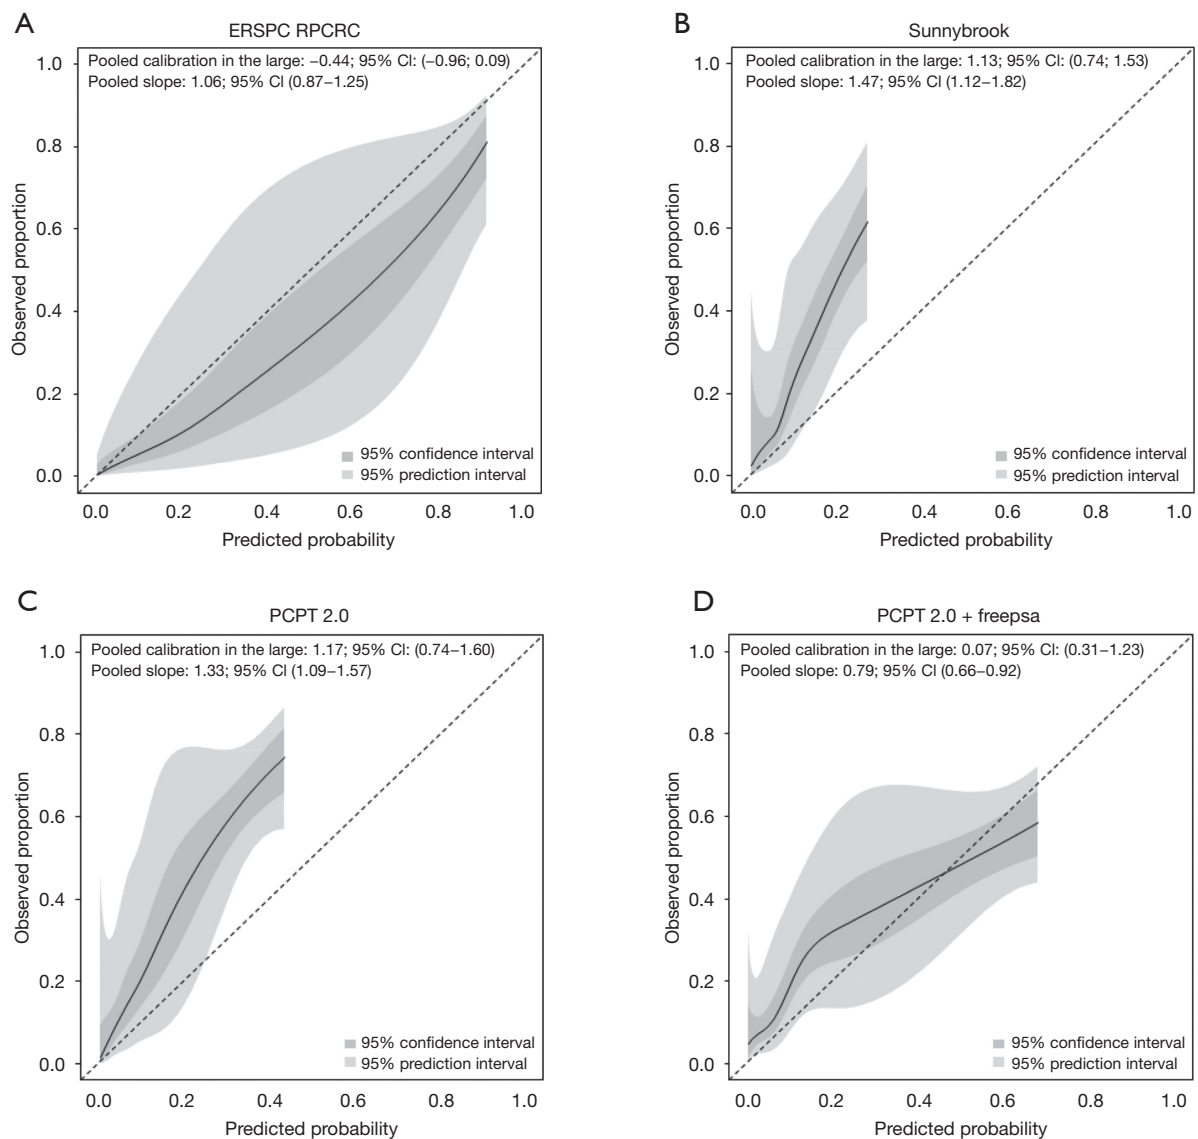 A
ERSPC RPCRC
Pooled calibration in the large: −0.44; 95% CI: (−0.96; 0.09)
Pooled slope: 1.06; 95% CI (0.87−1.25)
1.0
0.8
0.6
0.4
0.2
0.0
Observed proportion
95% confidence interval
95% prediction interval
0.0 0.2 0.4 0.6 0.8 1.0
Predicted probability
B
Sunnybrook
Pooled calibration in the large: 1.13; 95% CI: (0.74; 1.53)
Pooled slope: 1.47; 95% CI (1.12−1.82)
1.0
0.8
0.6
0.4
0.2
0.0
Observed proportion
95% confidence interval
95% prediction interval
0.0 0.2 0.4 0.6 0.8 1.0
Predicted probability
C
PCPT 2.0
Pooled calibration in the large: 1.17; 95% CI: (0.74−1.60)
Pooled slope: 1.33; 95% CI (1.09−1.57)
1.0
0.8
0.6
0.4
0.2
0.0
Observed proportion
95% confidence interval
95% prediction interval
0.0 0.2 0.4 0.6 0.8 1.0
Predicted probability
D
PCPT 2.0 + freepsa
Pooled calibration in the large: 0.07; 95% CI: (0.31−1.23)
Pooled slope: 0.79; 95% CI (0.66−0.92)
1.0
0.8
0.6
0.4
0.2
0.0
Observed proportion
95% confidence interval
95% prediction interval
0.0 0.2 0.4 0.6 0.8 1.0
Predicted probability